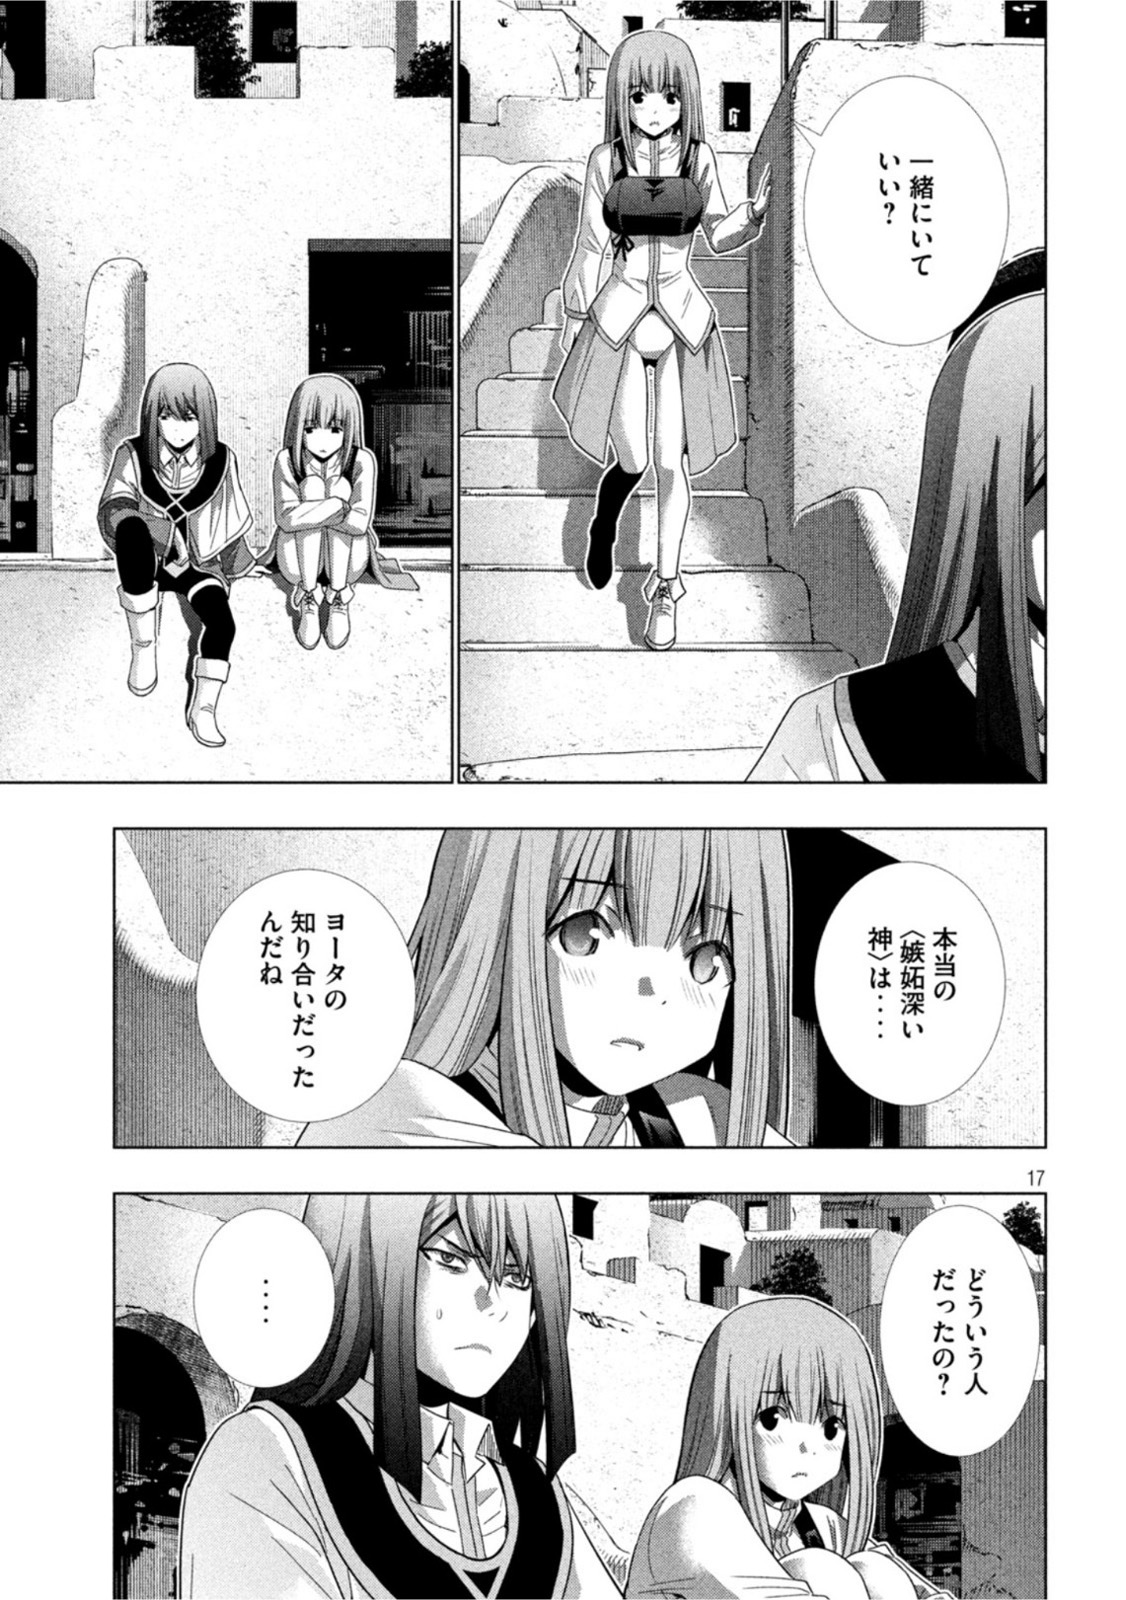 一緒にいて
いい？
本当の
〈嫉妬深い
神〉は‥‥
ヨータの
知り合いだった
んだね
17
どういう人
だったの？
‥‥